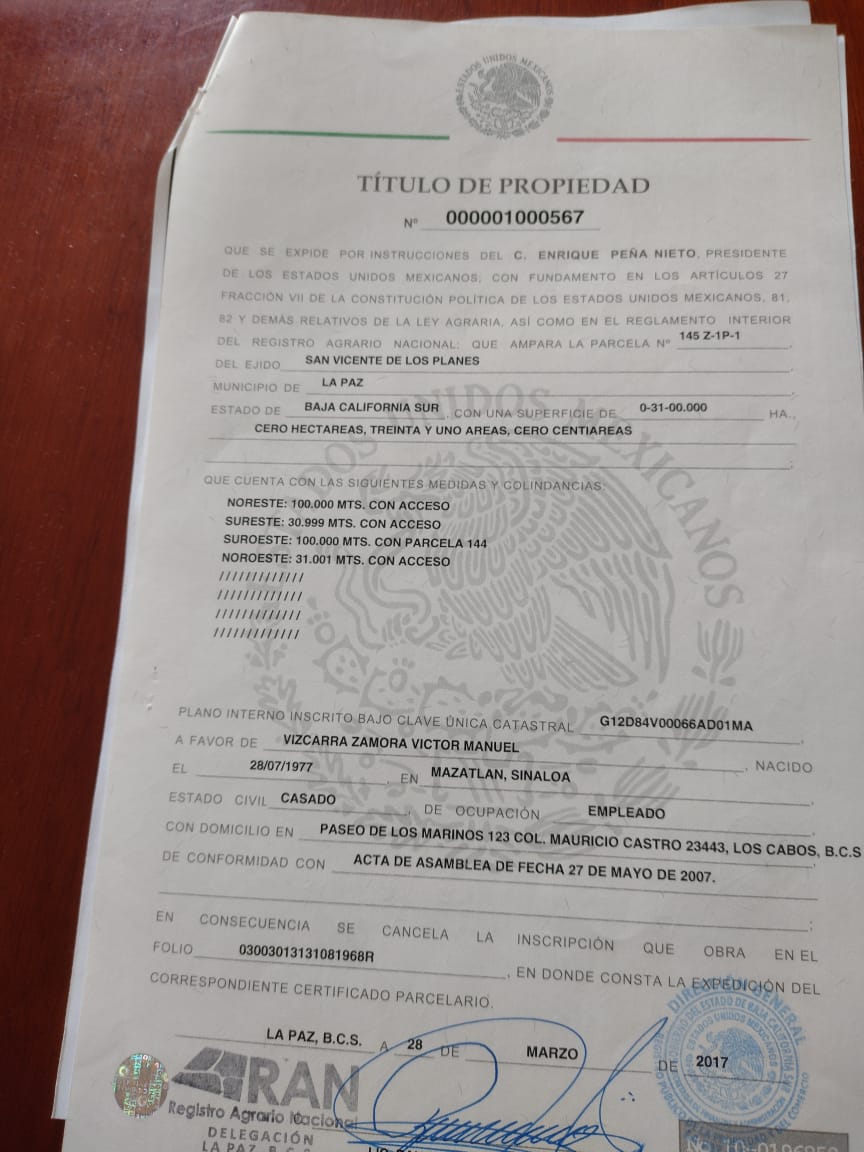 ESTADOS UNIDOS MEXICANOS
TÍTULO DE PROPIEDAD
Nº 000001000567
QUE SE EXPIDE POR INSTRUCCIONES DEL C. ENRIQUE PEÑA NIETO, PRESIDENTE
DE LOS ESTADOS UNIDOS MEXICANOS, CON FUNDAMENTO EN LOS ARTÍCULOS 27
FRACCIÓN VII DE LA CONSTITUCIÓN POLÍTICA DE LOS ESTADOS UNIDOS MEXICANOS, 81,
82 Y DEMÁS RELATIVOS DE LA LEY AGRARIA, ASÍ COMO EN EL REGLAMENTO INTERIOR
DEL REGISTRO AGRARIO NACIONAL; QUE AMPARA LA PARCELA Nº 145 Z-1P-1
DEL EJIDO SAN VICENTE DE LOS PLANES
MUNICIPIO DE LA PAZ
ESTADO DE BAJA CALIFORNIA SUR, CON UNA SUPERFICIE DE 0-31-00.000 HA.,
CERO HECTAREAS, TREINTA Y UNO AREAS, CERO CENTIAREAS
ESTADOS UNIDOS MEXICANOS
QUE CUENTA CON LAS SIGUIENTES MEDIDAS Y COLINDANCIAS:
NORESTE: 100.000 MTS. CON ACCESO
SURESTE: 30.999 MTS. CON ACCESO
SUROESTE: 100.000 MTS. CON PARCELA 144
NOROESTE: 31.001 MTS. CON ACCESO
/////////////
/////////////
/////////////
/////////////
PLANO INTERNO INSCRITO BAJO CLAVE ÚNICA CATASTRAL G12D84V00066AD01MA,
A FAVOR DE VIZCARRA ZAMORA VICTOR MANUEL, NACIDO
EL 28/07/1977, EN MAZATLAN, SINALOA,
ESTADO CIVIL CASADO, DE OCUPACIÓN EMPLEADO,
CON DOMICILIO EN PASEO DE LOS MARINOS 123 COL. MAURICIO CASTRO 23443, LOS CABOS, B.C.S
DE CONFORMIDAD CON ACTA DE ASAMBLEA DE FECHA 27 DE MAYO DE 2007.
EN CONSECUENCIA SE CANCELA LA INSCRIPCIÓN QUE OBRA EN EL
FOLIO 03003013131081968R, EN DONDE CONSTA LA EXPEDICIÓN DEL
CORRESPONDIENTE CERTIFICADO PARCELARIO.
LA PAZ, B.C.S. A 28 DE MARZO DE 2017
RAN
Registro Agrario Nacional
DELEGACIÓN
LA PAZ, B.C.S.
DIRECCIÓN GENERAL
ESTADOS UNIDOS MEXICANOS